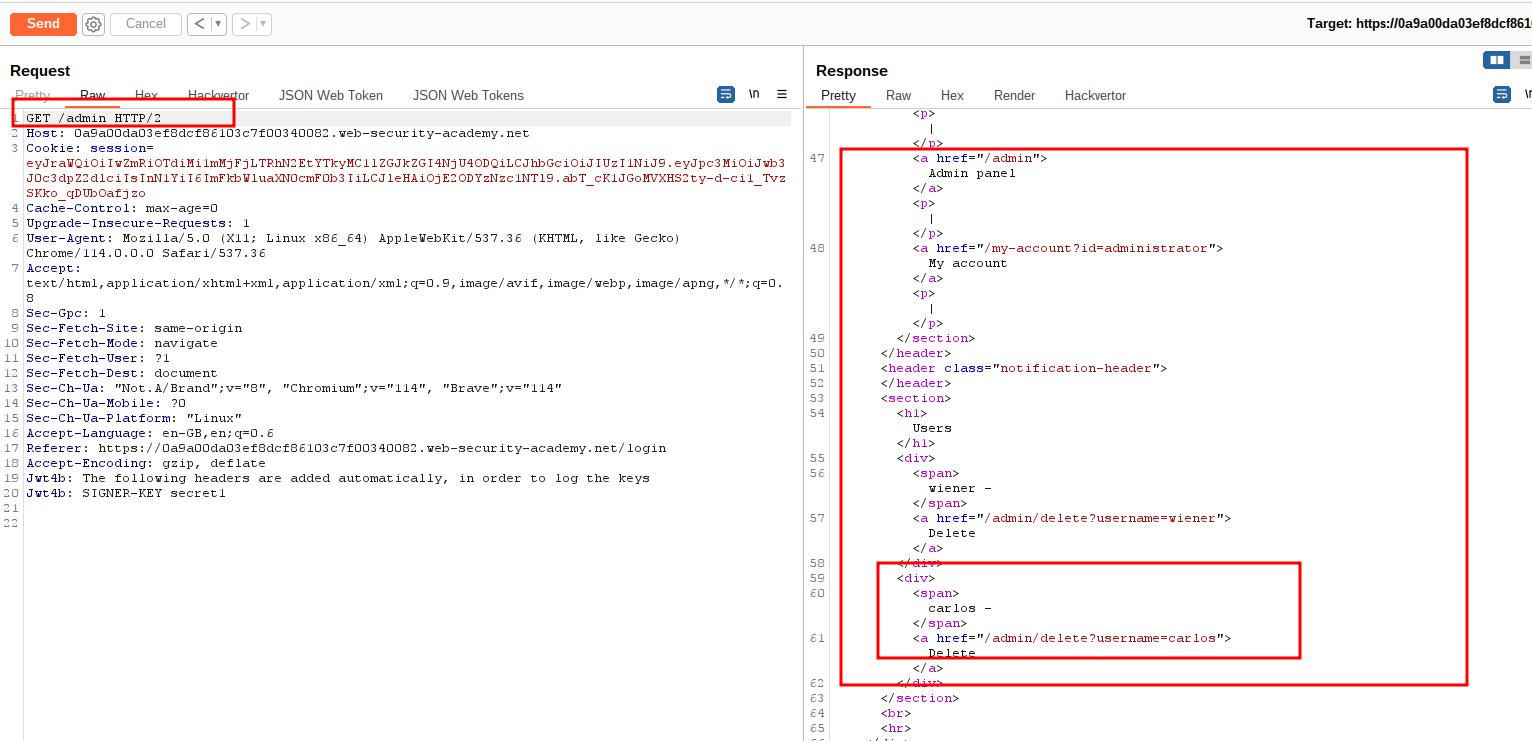 Send Cancel < ▼ > ▼ Target: https://0a9a00da03ef8dcf861
Request
Pretty Raw Hex Hackvertor JSON Web Token JSON Web Tokens \n
1 GET /admin HTTP/2
2 Host: 0a9a00da03ef8dcf86103c7f00340082.web-security-academy.net
3 Cookie: session=
4 Cache-Control: max-age=0
5 Upgrade-Insecure-Requests: 1
6 User-Agent: Mozilla/5.0 (X11; Linux x86_64) AppleWebKit/537.36 (KHTML, like Gecko)
Chrome/114.0.0.0 Safari/537.36
7 Accept:
text/html,application/xhtml+xml,application/xml;q=0.9,image/avif,image/webp,image/apng,*/*;q=0.
8
8 Sec-Gpc: 1
9 Sec-Fetch-Site: same-origin
10 Sec-Fetch-Mode: navigate
11 Sec-Fetch-User: ?1
12 Sec-Fetch-Dest: document
13 Sec-Ch-Ua: "Not.A/Brand";v="8", "Chromium";v="114", "Brave";v="114"
14 Sec-Ch-Ua-Mobile: ?0
15 Sec-Ch-Ua-Platform: "Linux"
16 Accept-Language: en-GB,en;q=0.6
17 Referer: https://0a9a00da03ef8dcf86103c7f00340082.web-security-academy.net/login
18 Accept-Encoding: gzip, deflate
19 Jwt4b: The following headers are added automatically, in order to log the keys
20 Jwt4b: SIGNER-KEY secret1
21
22
Response
Pretty Raw Hex Render Hackvertor
<p>
|
</p>
47 <a href="/admin">
Admin panel
</a>
<p>
|
</p>
48 <a href="/my-account?id=administrator">
My account
</a>
<p>
|
</p>
49 </section>
50 </header>
51 <header class="notification-header">
52 </header>
53 <section>
54 <h1>
Users
</h1>
55 <div>
56 <span>
wiener -
</span>
57 <a href="/admin/delete?username=wiener">
Delete
</a>
58 </div>
59 <div>
60 <span>
carlos -
</span>
61 <a href="/admin/delete?username=carlos">
Delete
</a>
62 </div>
63 </section>
64 <br>
65 <hr>